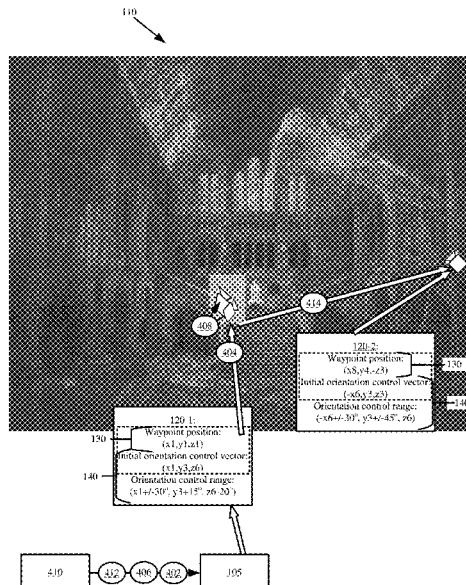 110
408
414
404
120-2:
Waypoint position:
(x8,y4,-z3)
Initial orientation control vector:
(-x6,y3,z3)
Orientation control range:
(-x6+/-30°, y3+/-45°, z6)
130
140
120-1:
Waypoint position:
(x1,y1,z1)
Initial orientation control vector:
(x1,y3,z6)
Orientation control range:
(x1+/-30°, y3+15°, z6-20°)
130
140
410
412
406
402
105